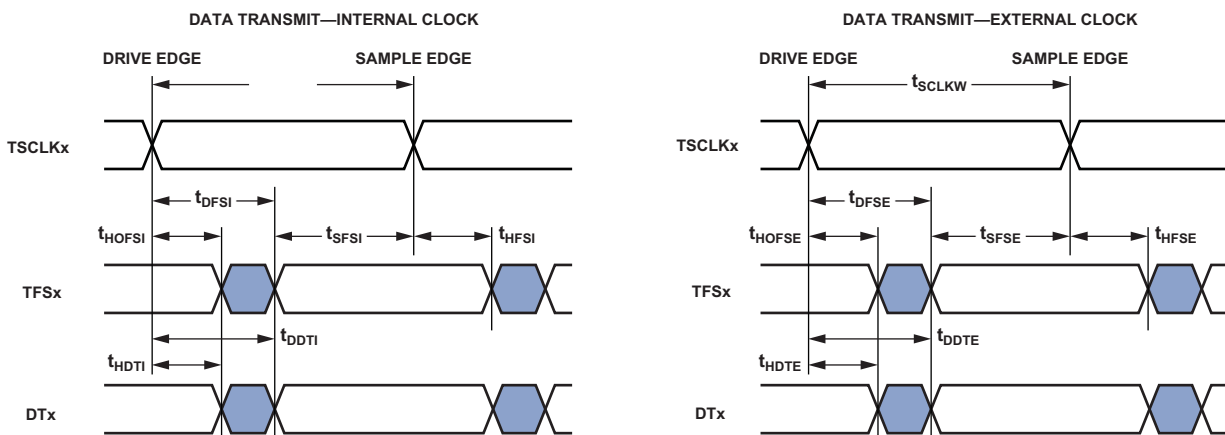 DATA TRANSMIT—INTERNAL CLOCK
DRIVE EDGE
SAMPLE EDGE
TSCLKx
tDFSI
tHOFSI
tSFSI
tHFSI
TFSx
tDDTI
tHDTI
DTx
DATA TRANSMIT—EXTERNAL CLOCK
DRIVE EDGE
SAMPLE EDGE
tSCLKW
TSCLKx
tDFSE
tHOFSE
tSFSE
tHFSE
TFSx
tDDTE
tHDTE
DTx